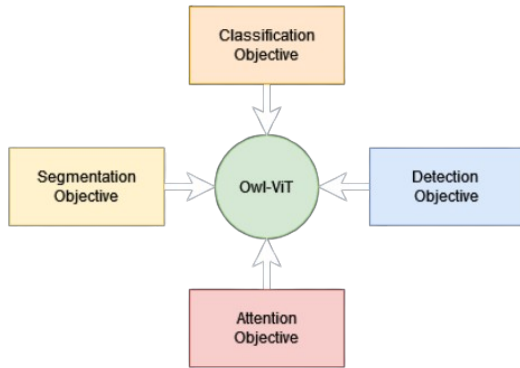 Classification
Objective
Segmentation
Objective
Owl-ViT
Detection
Objective
Attention
Objective